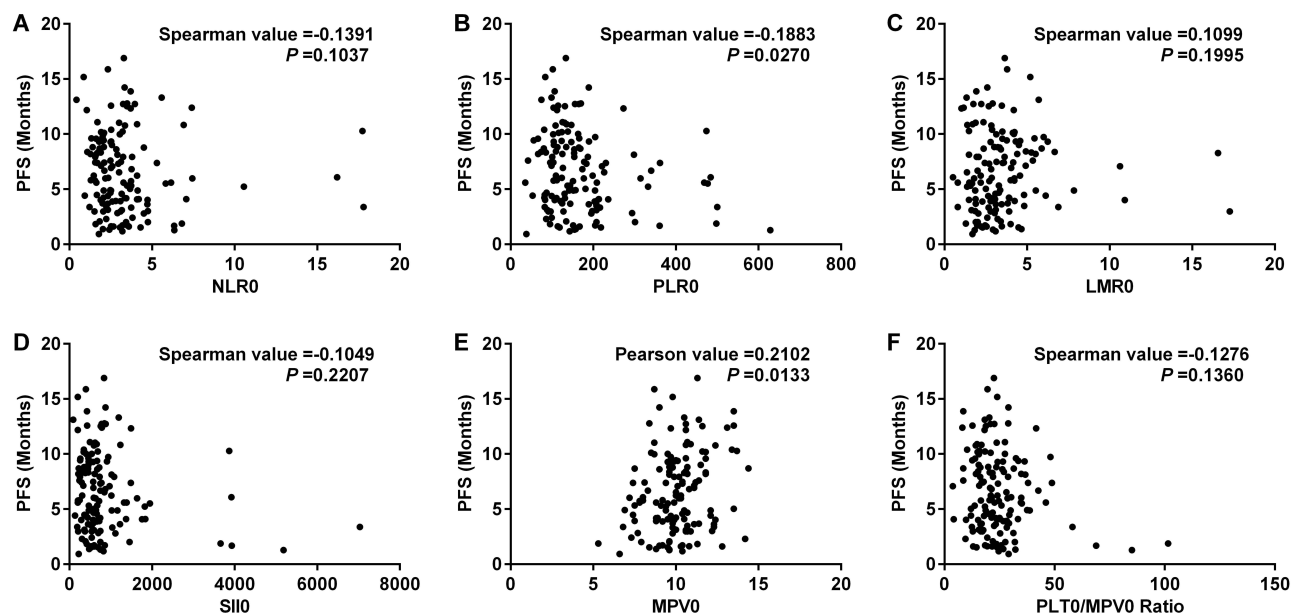 A
Spearman value =-0.1391
P =0.1037
PFS (Months)
20
15
10
5
0
0 5 10 15 20
NLR0
B
Spearman value =-0.1883
P =0.0270
PFS (Months)
20
15
10
5
0
0 200 400 600 800
PLR0
C
Spearman value =0.1099
P =0.1995
PFS (Months)
20
15
10
5
0
0 5 10 15 20
LMR0
D
Spearman value =-0.1049
P =0.2207
PFS (Months)
20
15
10
5
0
0 2000 4000 6000 8000
SII0
E
Pearson value =0.2102
P =0.0133
PFS (Months)
20
15
10
5
0
0 5 10 15 20
MPV0
F
Spearman value =-0.1276
P =0.1360
PFS (Months)
20
15
10
5
0
0 50 100 150
PLT0/MPV0 Ratio